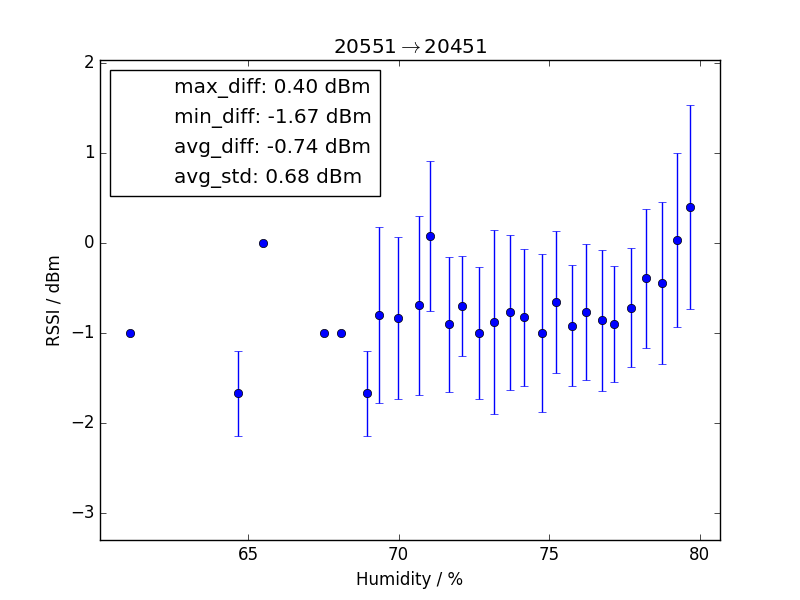 20551→20451
max_diff: 0.40 dBm
min_diff: -1.67 dBm
avg_diff: -0.74 dBm
avg_std: 0.68 dBm
2
1
0
−1
−2
−3
RSSI / dBm
65 70 75 80
Humidity / %